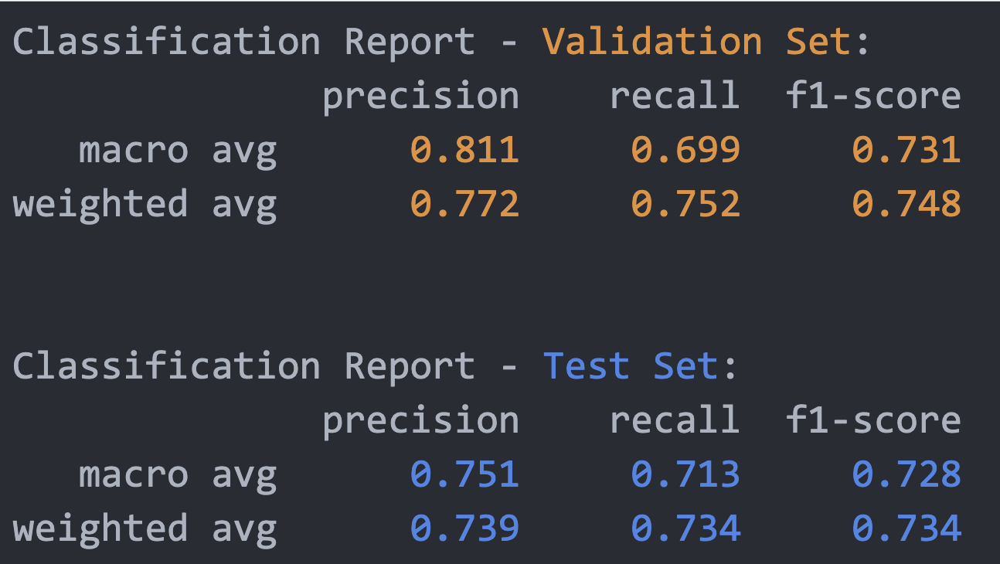 Classification Report - Validation Set:
precision recall f1-score
macro avg 0.811 0.699 0.731
weighted avg 0.772 0.752 0.748
Classification Report - Test Set:
precision recall f1-score
macro avg 0.751 0.713 0.728
weighted avg 0.739 0.734 0.734